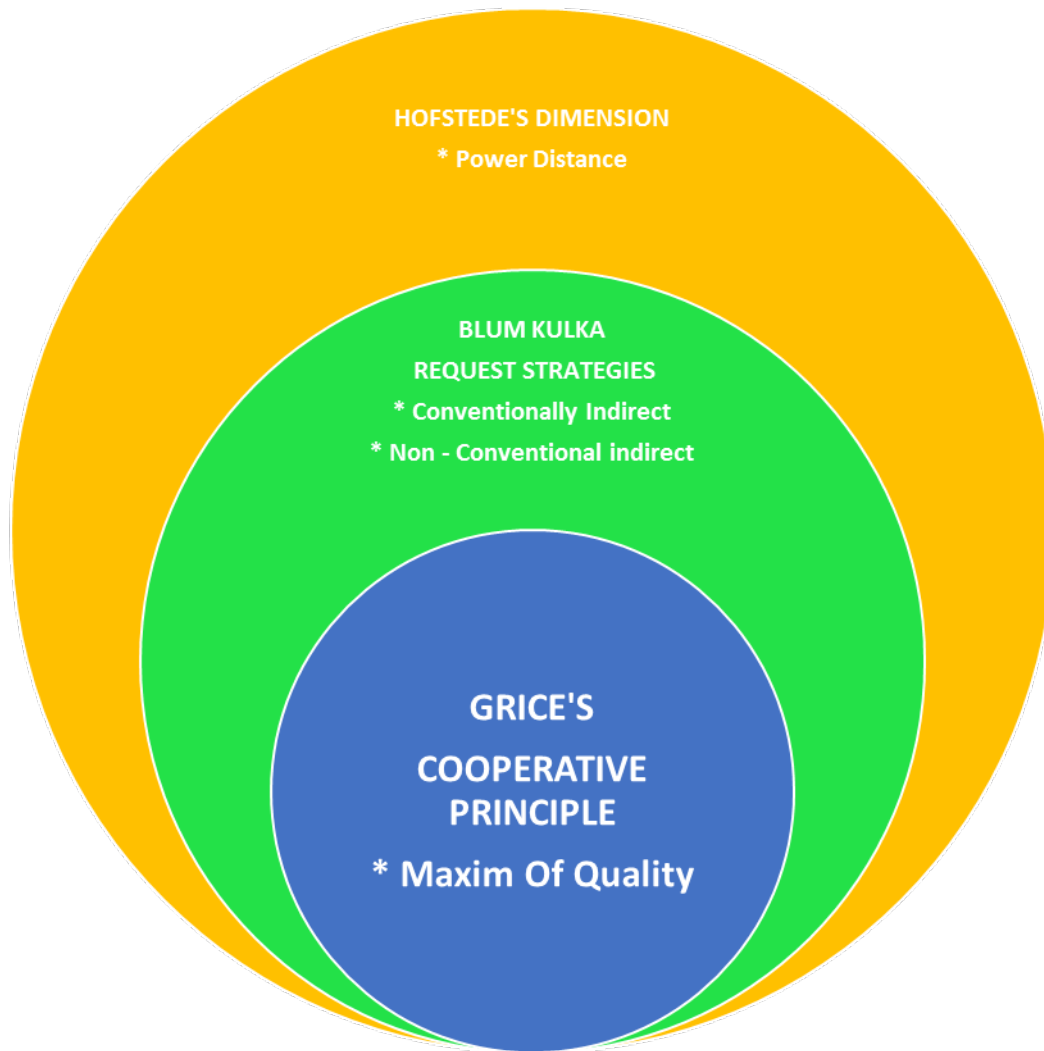 HOFSTEDE'S DIMENSION
* Power Distance
BLUM KULKA
REQUEST STRATEGIES
* Conventionally Indirect
* Non - Conventional indirect
GRICE'S
COOPERATIVE
PRINCIPLE
* Maxim Of Quality